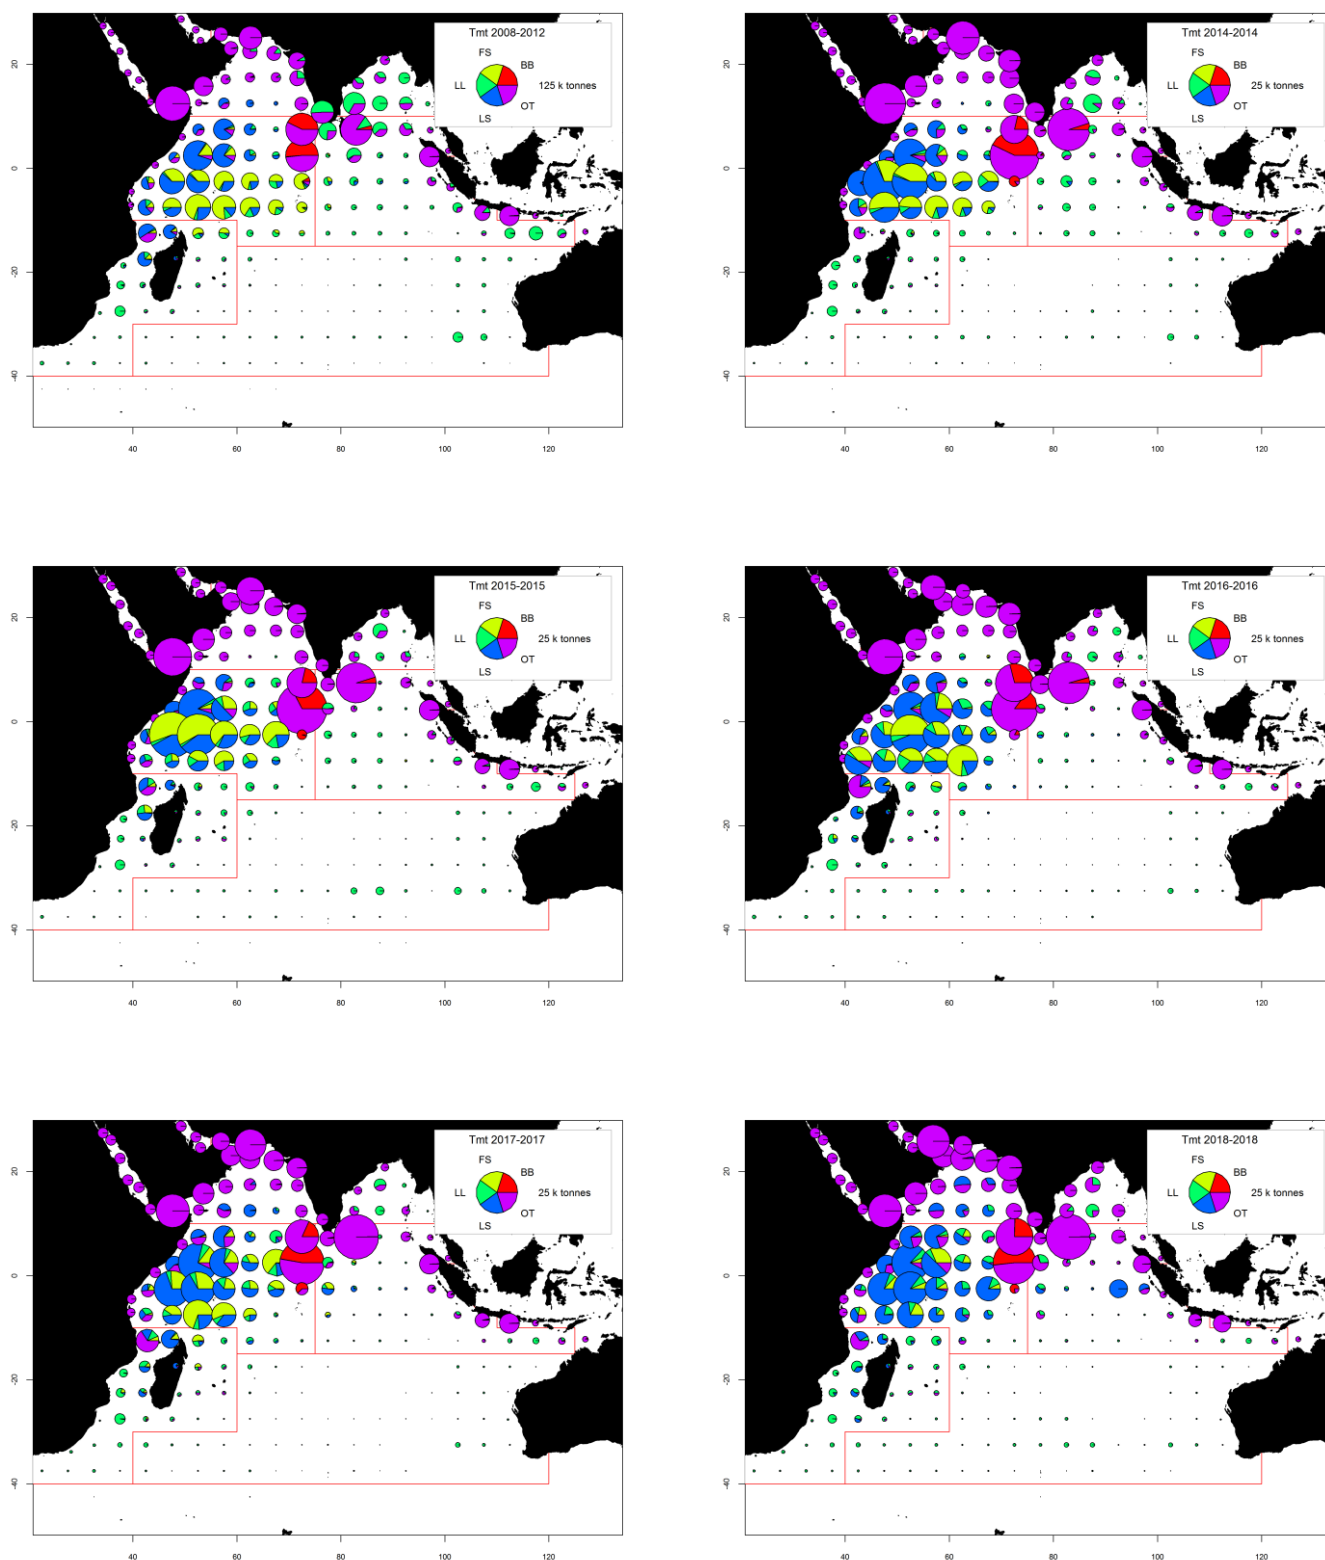 Tmt 2008-2012
FS
BB
LL
125 k tonnes
OT
LS
20
0
-20
-40
40
60
80
100
120
Tmt 2014-2014
FS
BB
LL
25 k tonnes
OT
LS
20
0
-20
-40
40
60
80
100
120
Tmt 2015-2015
FS
BB
LL
25 k tonnes
OT
LS
20
0
-20
-40
40
60
80
100
120
Tmt 2016-2016
FS
BB
LL
25 k tonnes
OT
LS
20
0
-20
-40
40
60
80
100
120
Tmt 2017-2017
FS
BB
LL
25 k tonnes
OT
LS
20
0
-20
-40
40
60
80
100
120
Tmt 2018-2018
FS
BB
LL
25 k tonnes
OT
LS
20
0
-20
-40
40
60
80
100
120